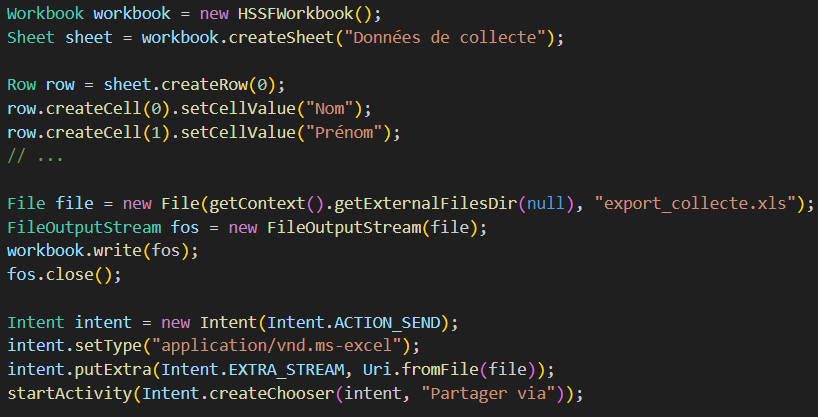 Workbook workbook = new HSSFWorkbook();
Sheet sheet = workbook.createSheet("Données de collecte");
Row row = sheet.createRow(0);
row.createCell(0).setCellValue("Nom");
row.createCell(1).setCellValue("Prénom");
// ...
File file = new File(getContext().getExternalFilesDir(null), "export_collecte.xls");
FileOutputStream fos = new FileOutputStream(file);
workbook.write(fos);
fos.close();
Intent intent = new Intent(Intent.ACTION_SEND);
intent.setType("application/vnd.ms-excel");
intent.putExtra(Intent.EXTRA_STREAM, Uri.fromFile(file));
startActivity(Intent.createChooser(intent, "Partager via"));